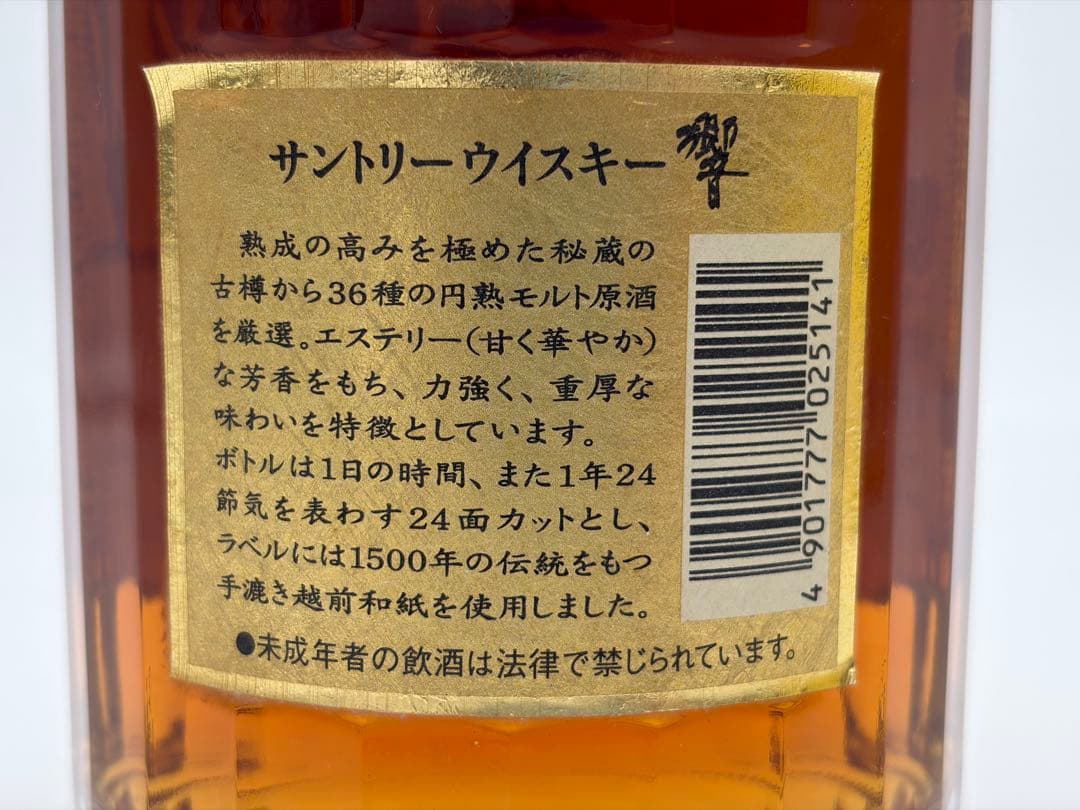 サントリーウイスキー 響
熟成の高みを極めた秘蔵の
古樽から36種の円熟モルト原酒
を厳選。エステリー(甘く華やか)
な芳香をもち、力強く、重厚な
味わいを特徴としています。
ボトルは1日の時間、また1年24
節気を表わす24面カットとし、
ラベルには1500年の伝統をもつ
手漉き越前和紙を使用しました。
●未成年者の飲酒は法律で禁じられています。
4 901777 025141